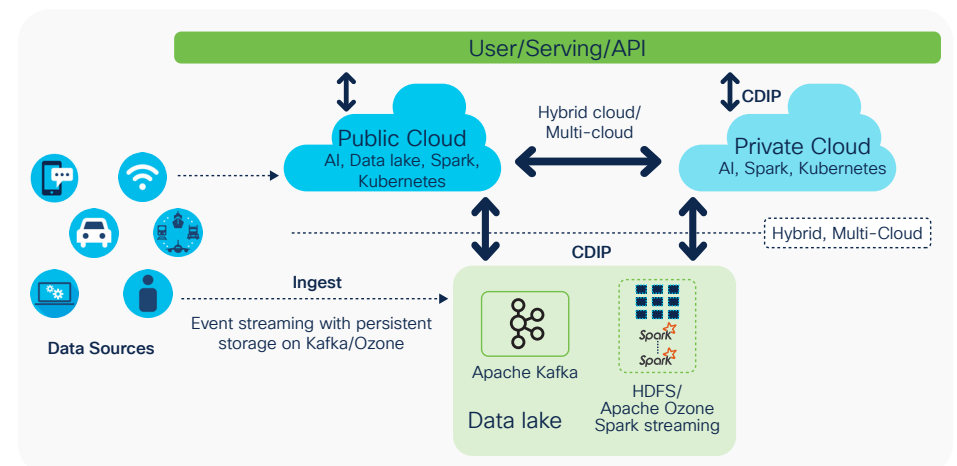 User/Serving/API
CDIP
Hybrid cloud/
Multi-cloud
Public Cloud
AI, Data lake, Spark,
Kubernetes
Private Cloud
AI, Spark, Kubernetes
Hybrid, Multi-Cloud
CDIP
Ingest
Event streaming with persistent
storage on Kafka/Ozone
Data Sources
Apache Kafka
Spark
Spark
HDFS/
Apache Ozone
Spark streaming
Data lake